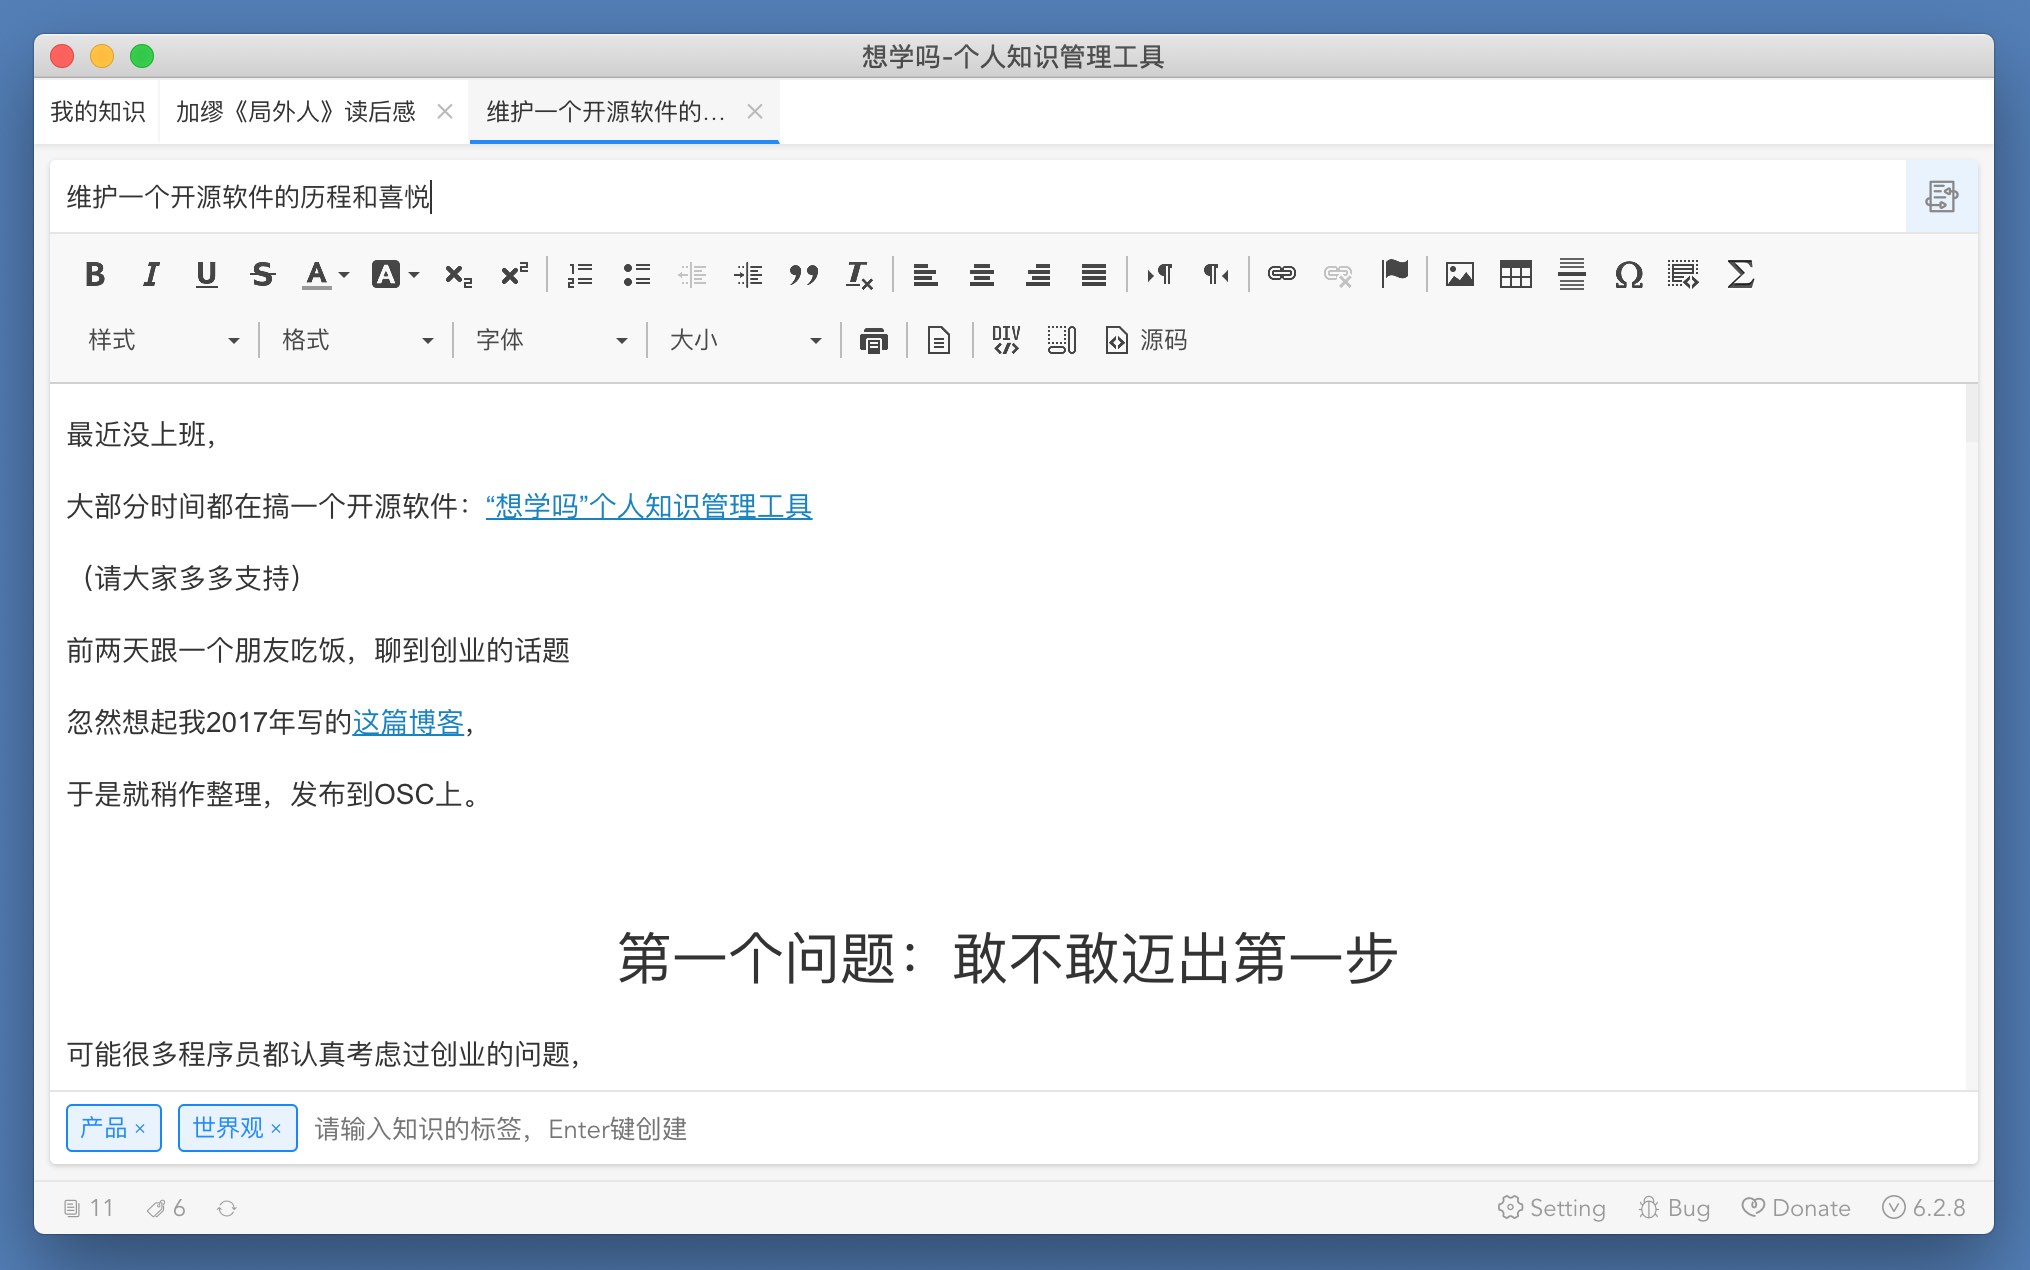 想学吗-个人知识管理工具
我的知识 加缪《局外人》读后感 维护一个开源软件的...
维护一个开源软件的历程和喜悦
样式 格式 字体 大小 DIV 源码
最近没上班，
大部分时间都在搞一个开源软件：“想学吗”个人知识管理工具
（请大家多多支持）
前两天跟一个朋友吃饭，聊到创业的话题
忽然想起我2017年写的这篇博客，
于是就稍作整理，发布到OSC上。
第一个问题：敢不敢迈出第一步
可能很多程序员都认真考虑过创业的问题，
产品 × 世界观 × 请输入知识的标签，Enter键创建
11 6 Setting Bug Donate 6.2.8